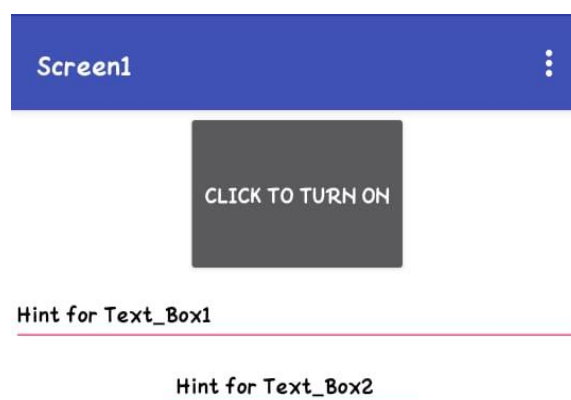 Screen1
CLICK TO TURN ON
Hint for Text_Box1
Hint for Text_Box2